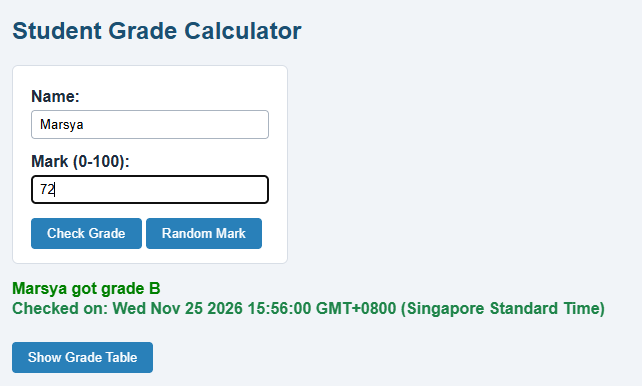 Student Grade Calculator
Name:
Marsya
Mark (0-100):
72
Check Grade Random Mark
Marsya got grade B
Checked on: Wed Nov 25 2026 15:56:00 GMT+0800 (Singapore Standard Time)
Show Grade Table